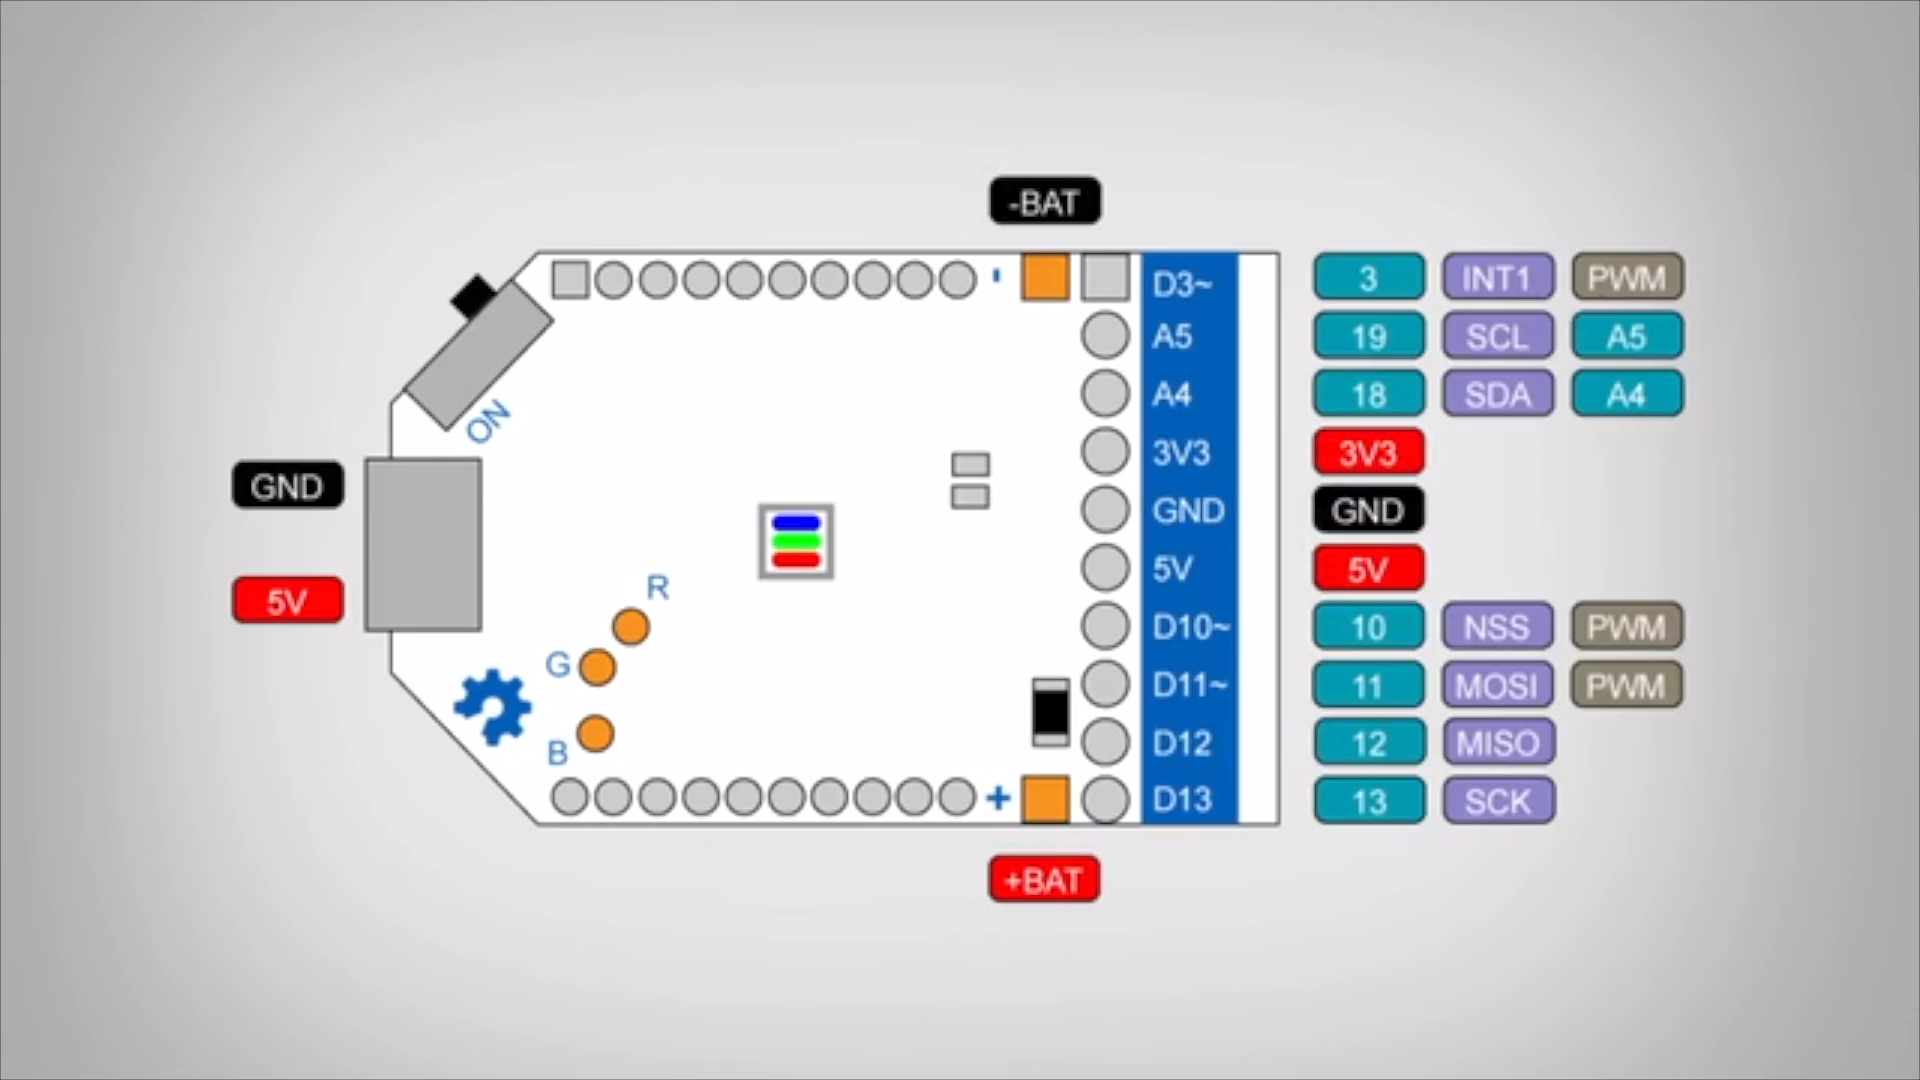 -BAT
D3~ 3 INT1 PWM
A5 19 SCL A5
A4 18 SDA A4
ON
3V3 3V3
GND
GND GND
5V 5V
5V
R
D10~ 10 NSS PWM
G
D11~ 11 MOSI PWM
B
D12 12 MISO
+ D13 13 SCK
+BAT